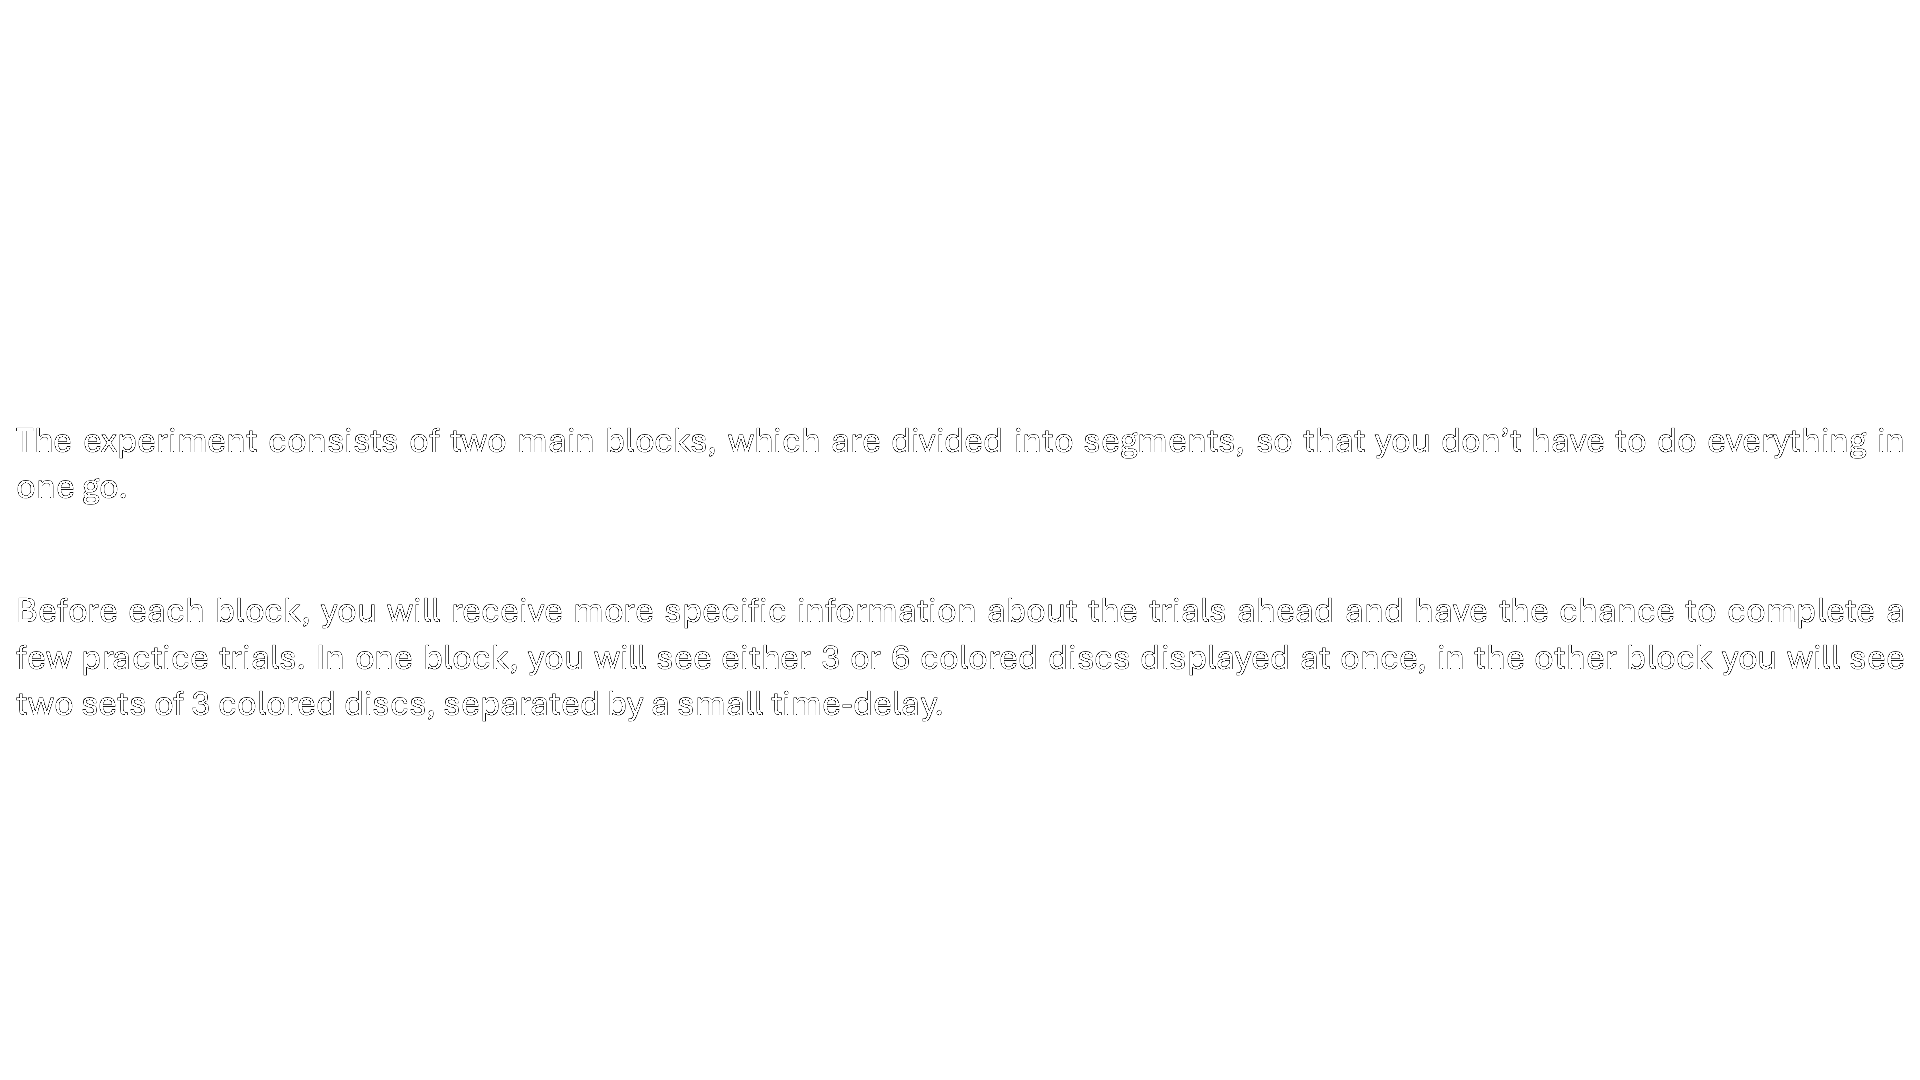 The experiment consists of two main blocks, which are divided into segments, so that you don’t have to do everything in
one go.
Before each block, you will receive more specific information about the trials ahead and have the chance to complete a
few practice trials. In one block, you will see either 3 or 6 colored discs displayed at once, in the other block you will see
two sets of 3 colored discs, separated by a small time-delay.